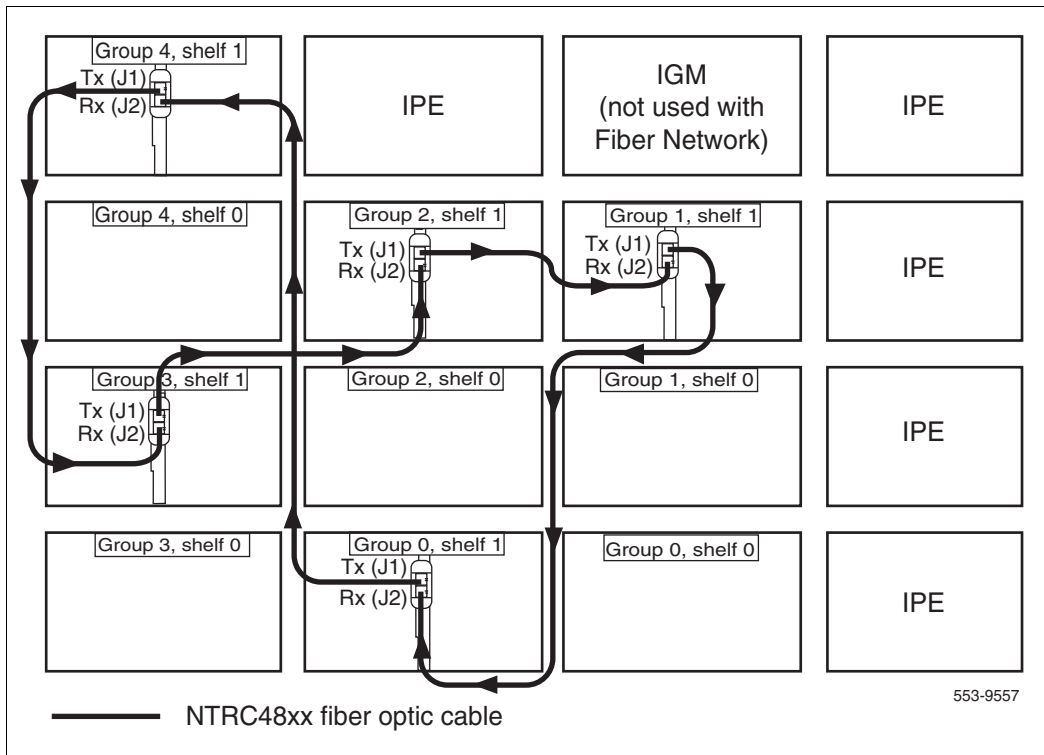 Group 4, shelf 1
Tx (J1)
Rx (J2)
IPE
IGM
(not used with
Fiber Network)
IPE
Group 4, shelf 0
Group 2, shelf 1
Tx (J1)
Rx (J2)
Group 1, shelf 1
Tx (J1)
Rx (J2)
IPE
Group 3, shelf 1
Tx (J1)
Rx (J2)
Group 2, shelf 0
Group 1, shelf 0
IPE
Group 3, shelf 0
Group 0, shelf 1
Tx (J1)
Rx (J2)
Group 0, shelf 0
IPE
553-9557
NTRC48xx fiber optic cable